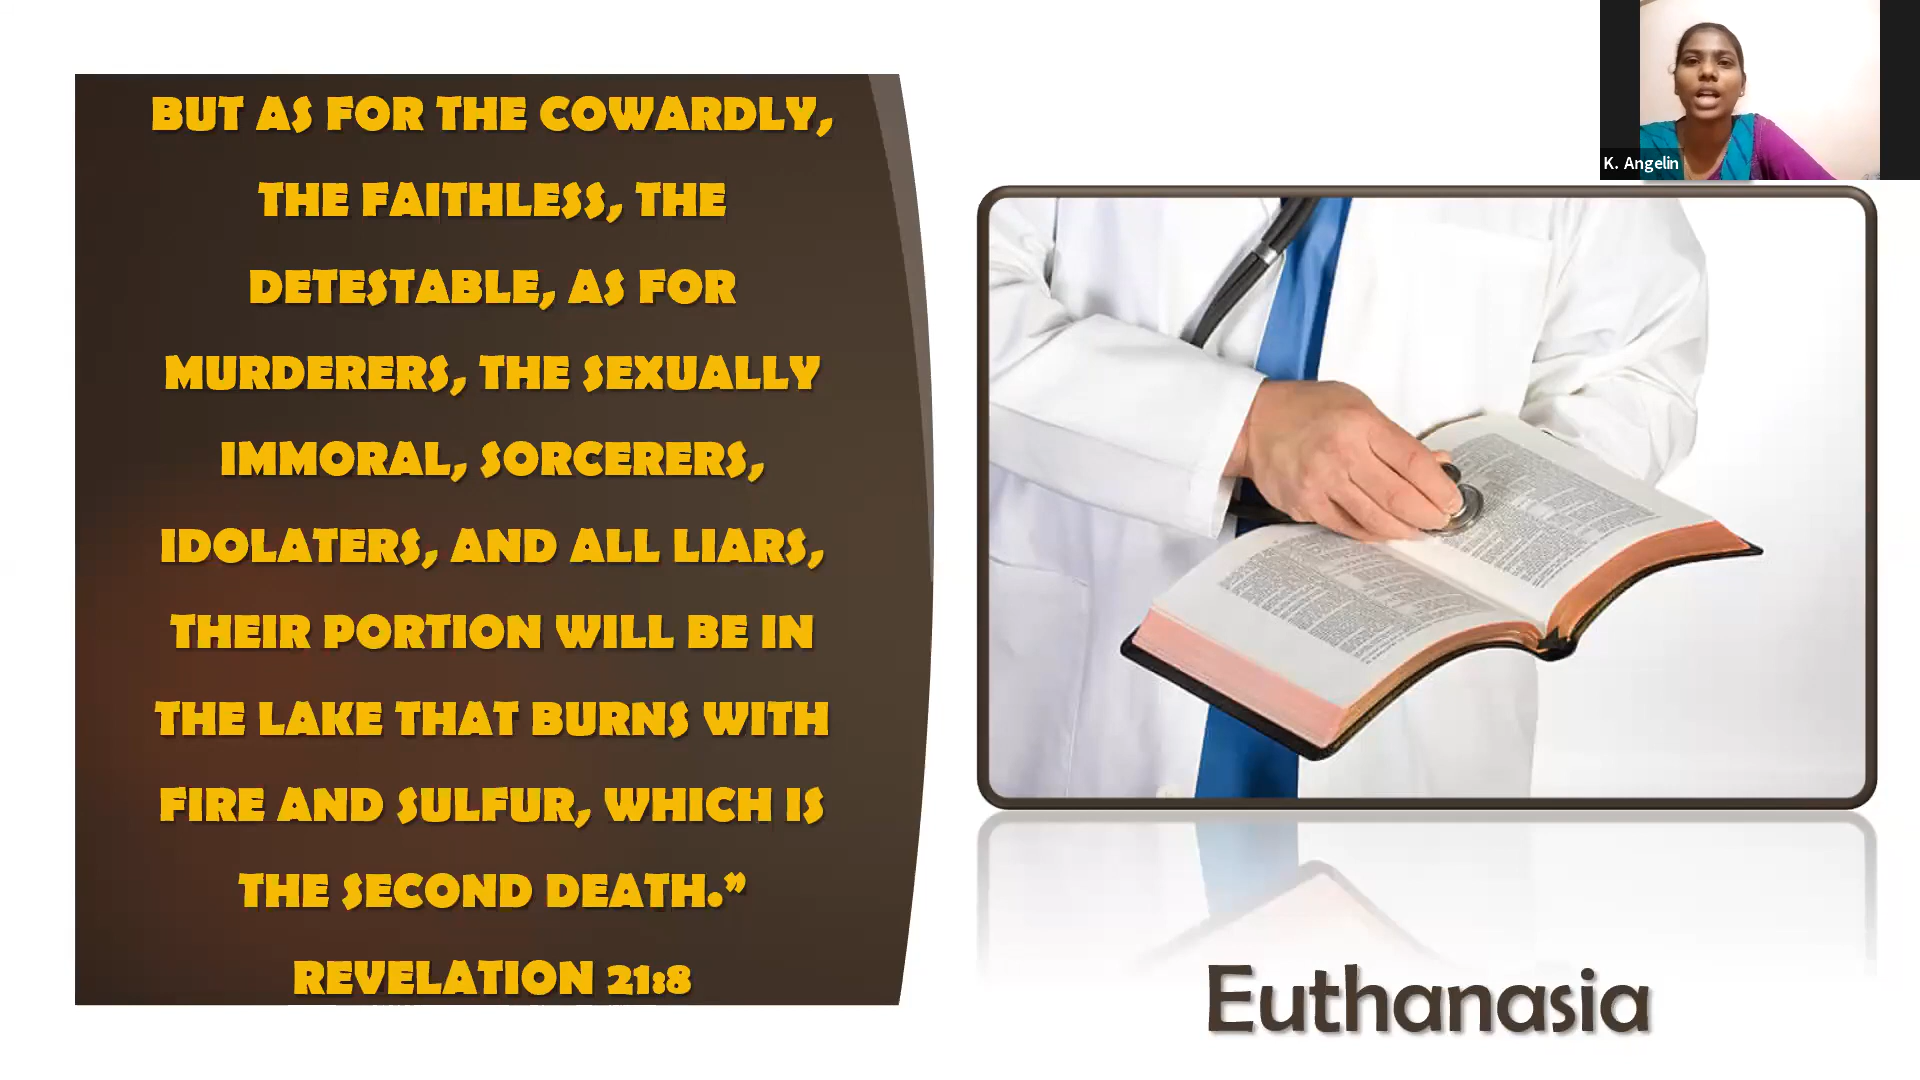 BUT AS FOR THE COWARDLY,
THE FAITHLESS, THE
DETESTABLE, AS FOR
MURDERERS, THE SEXUALLY
IMMORAL, SORCERERS,
IDOLATERS, AND ALL LIARS,
THEIR PORTION WILL BE IN
THE LAKE THAT BURNS WITH
FIRE AND SULFUR, WHICH IS
THE SECOND DEATH.”
REVELATION 21:8
K. Angelin
Euthanasia